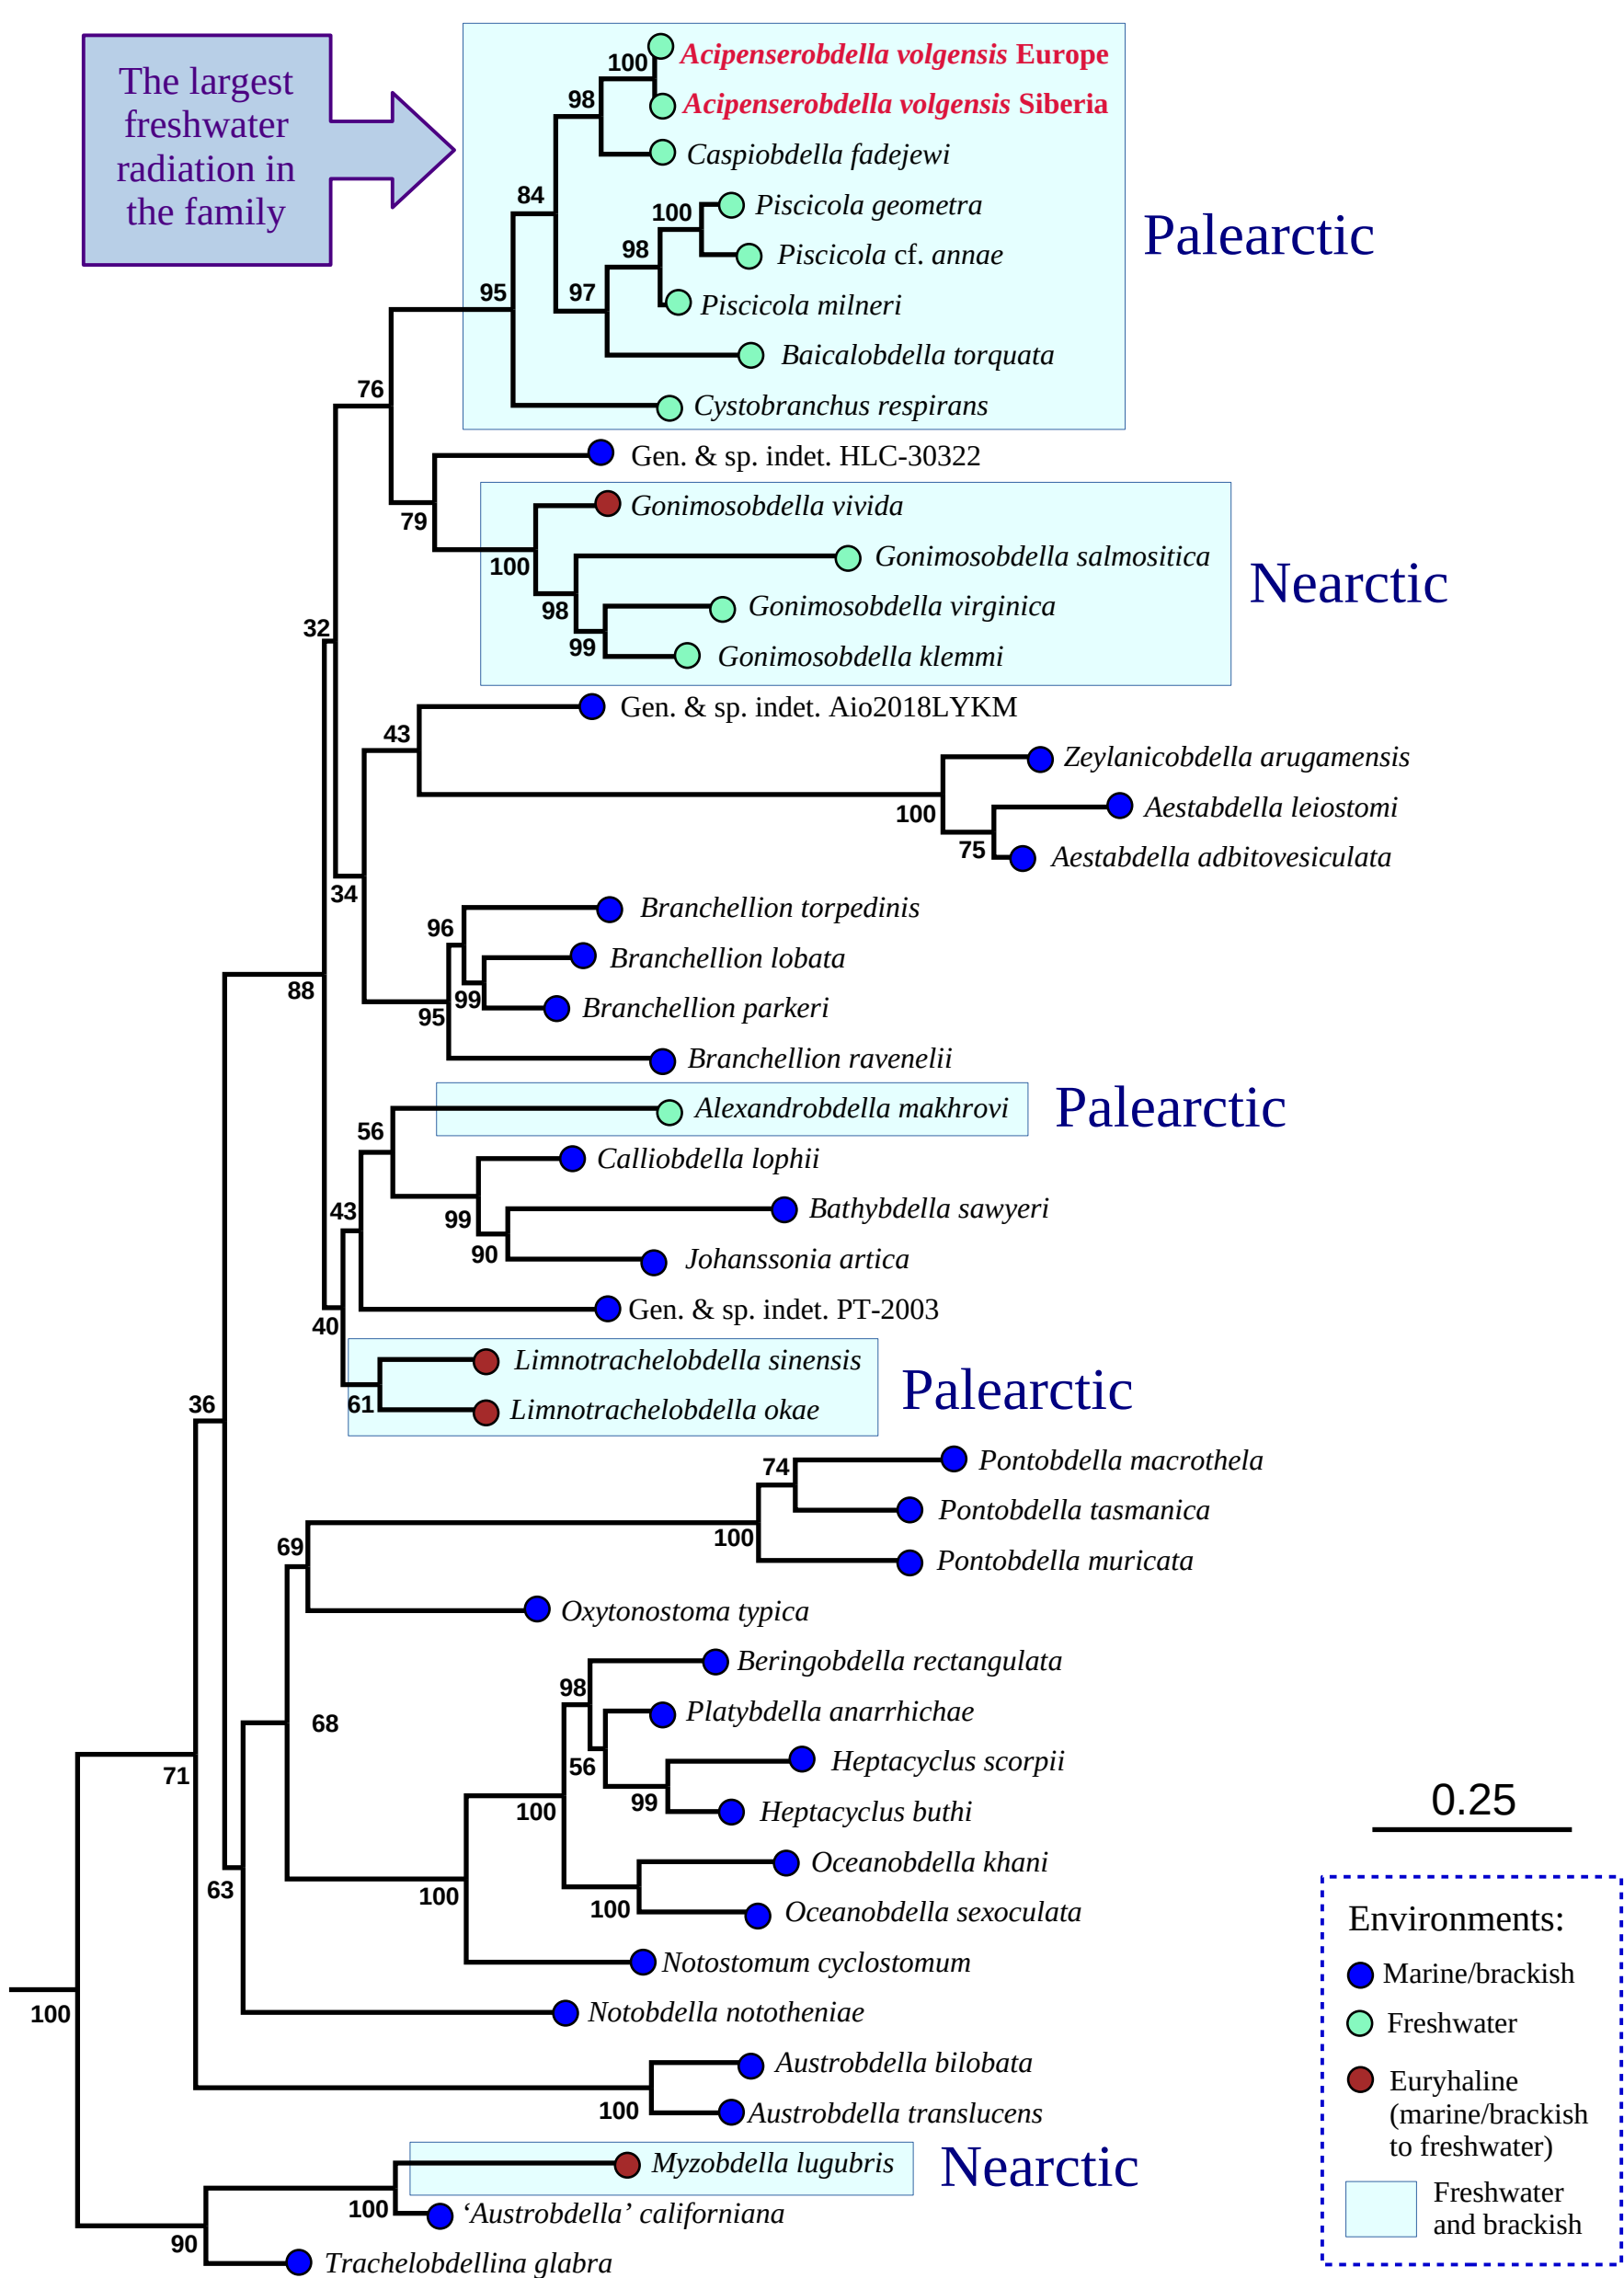 The largest
freshwater
radiation in
the family
100
Acipenserobdella volgensis Europe
98
Acipenserobdella volgensis Siberia
Caspiobdella fadejewi
84
100
Piscicola geometra
Palearctic
98
Piscicola cf. annae
95
97
Piscicola milneri
Baicalobdella torquata
76
Cystobranchus respirans
Gen. & sp. indet. HLC-30322
79
Gonimosobdella vivida
100
Gonimosobdella salmositica
Nearctic
98
Gonimosobdella virginica
32
99
Gonimosobdella klemmi
Gen. & sp. indet. Aio2018LYKM
43
Zeylanicobdella arugamensis
100
Aestabdella leiostomi
75
Aestabdella adbitovesiculata
34
Branchellion torpedinis
96
Branchellion lobata
88
99
Branchellion parkeri
95
Branchellion ravenelii
Alexandrobdella makhrovi
Palearctic
56
Calliobdella lophii
43
99
Bathybdella sawyeri
90
Johanssonia artica
Gen. & sp. indet. PT-2003
40
Limnotrachelobdella sinensis
Palearctic
36
61
Limnotrachelobdella okae
74
Pontobdella macrothela
Pontobdella tasmanica
100
69
Pontobdella muricata
Oxytonostoma typica
Beringobdella rectangulata
98
68
Platybdella anarrhichae
71
56
Heptacyclus scorpii
99
100
Heptacyclus buthi
0.25
63
Oceanobdella khani
100
100
Oceanobdella sexoculata
Notostomum cyclostomum
100
Notobdella nototheniae
Austrobdella bilobata
100
Austrobdella translucens
Myzobdella lugubris
Nearctic
100
‘Austrobdella’ californiana
90
Trachelobdellina glabra
Environments:
Marine/brackish
Freshwater
Euryhaline
(marine/brackish
to freshwater)
Freshwater
and brackish